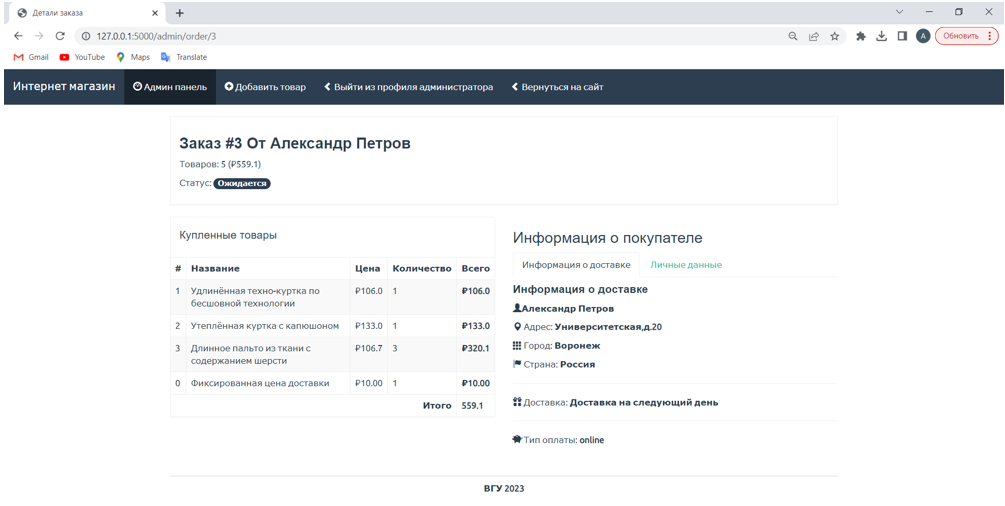 Детали заказа
127.0.0.1:5000/admin/order/3
A
Обновить
Gmail YouTube Maps Translate
Интернет магазин Админ панель Добавить товар Выйти из профиля администратора Вернуться на сайт
Заказ #3 От Александр Петров
Товаров: 5 (₽559.1)
Статус: Ожидается
Купленные товары
# Название Цена Количество Всего
1 Удлинённая техно-куртка по ₽106.0 1 ₽106.0
бесшовной технологии
2 Утеплённая куртка с капюшоном ₽133.0 1 ₽133.0
3 Длинное пальто из ткани с ₽106.7 3 ₽320.1
содержанием шерсти
0 Фиксированная цена доставки ₽10.00 1 ₽10.00
Итого 559.1
Информация о покупателе
Информация о доставке Личные данные
Информация о доставке
Александр Петров
Адрес: Университетская,д.20
Город: Воронеж
Страна: Россия
Доставка: Доставка на следующий день
Тип оплаты: online
ВГУ 2023